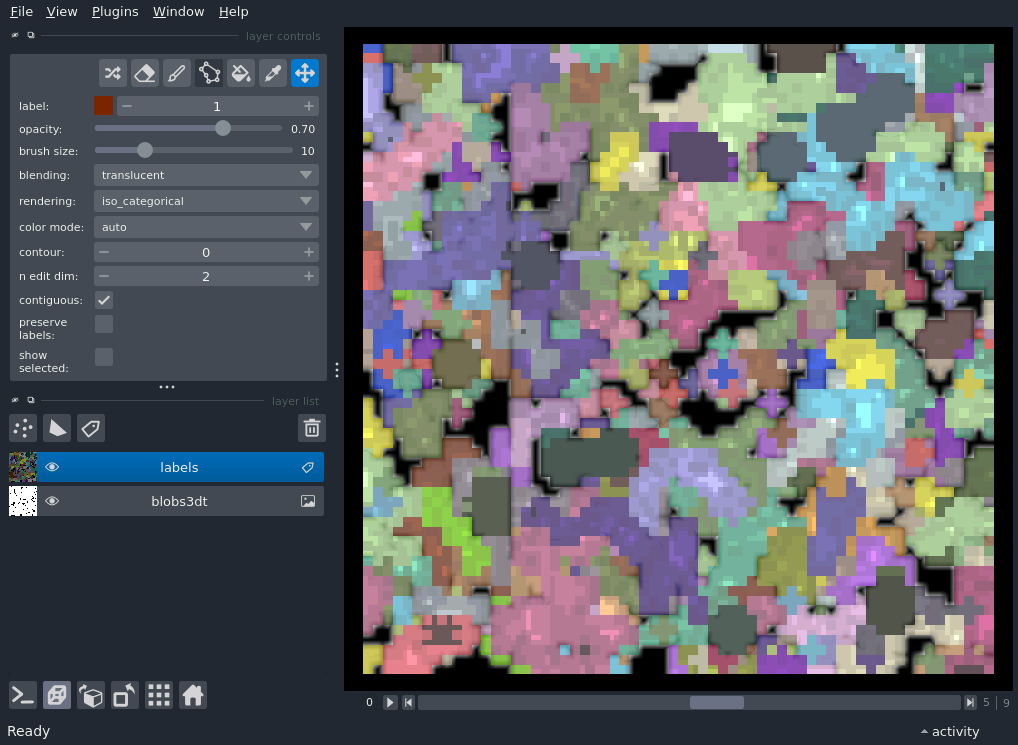 File View Plugins Window Help
layer controls
label: 1
opacity: 0.70
brush size: 10
blending: translucent
rendering: iso_categorical
color mode: auto
contour: 0
n edit dim: 2
contiguous:
preserve
labels:
show
selected:
layer list
labels
blobs3dt
0 5 9
Ready activity